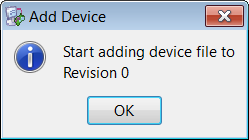 Add Device
Start adding device file to
Revision 0
OK